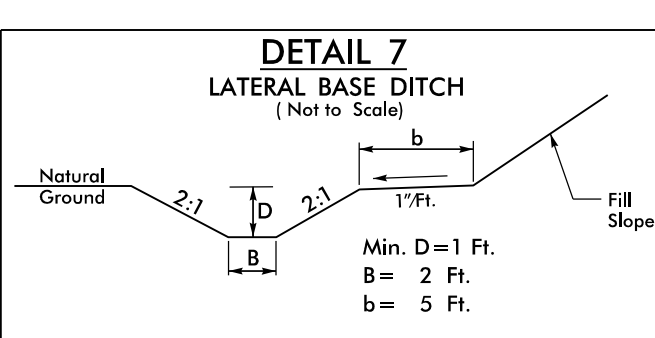 DETAIL 7
LATERAL BASE DITCH
( Not to Scale)
b
Natural
Ground
2:1
D
2:1
1"/Ft.
Fill
Slope
B
Min. D=1 Ft.
B= 2 Ft.
b= 5 Ft.